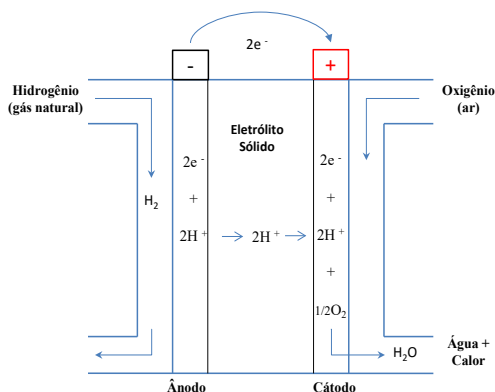 2e -
-
+
Hidrogênio
(gás natural)
Oxigênio
(ar)
Eletrólito
Sólido
2e -
+
2H +
H2
2H +
2e -
+
2H +
+
1/2O2
H2O
Água +
Calor
Ânodo
Cátodo